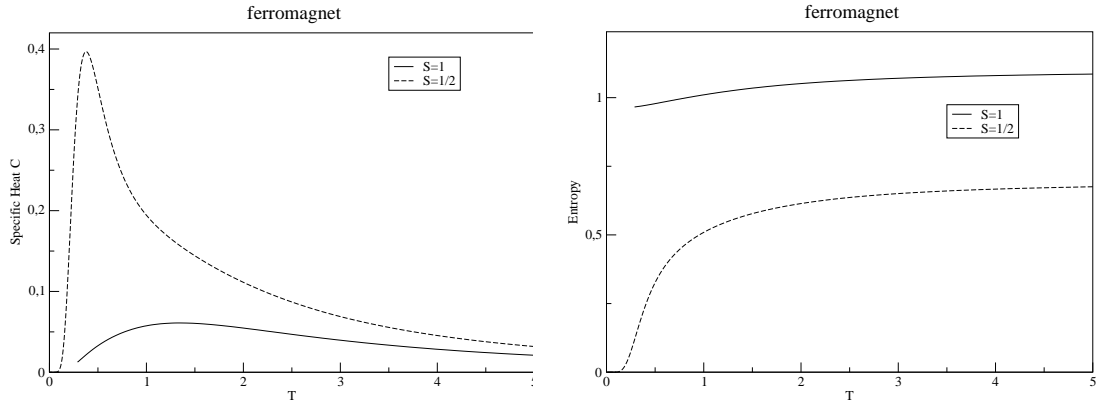 ferromagnet
0,4
0,3
0,2
0,1
0
Specific Heat C
S=1
S=1/2
0 1 2 3 4
T
ferromagnet
1
0,5
0
Entropy
S=1
S=1/2
0 1 2 3 4 5
T